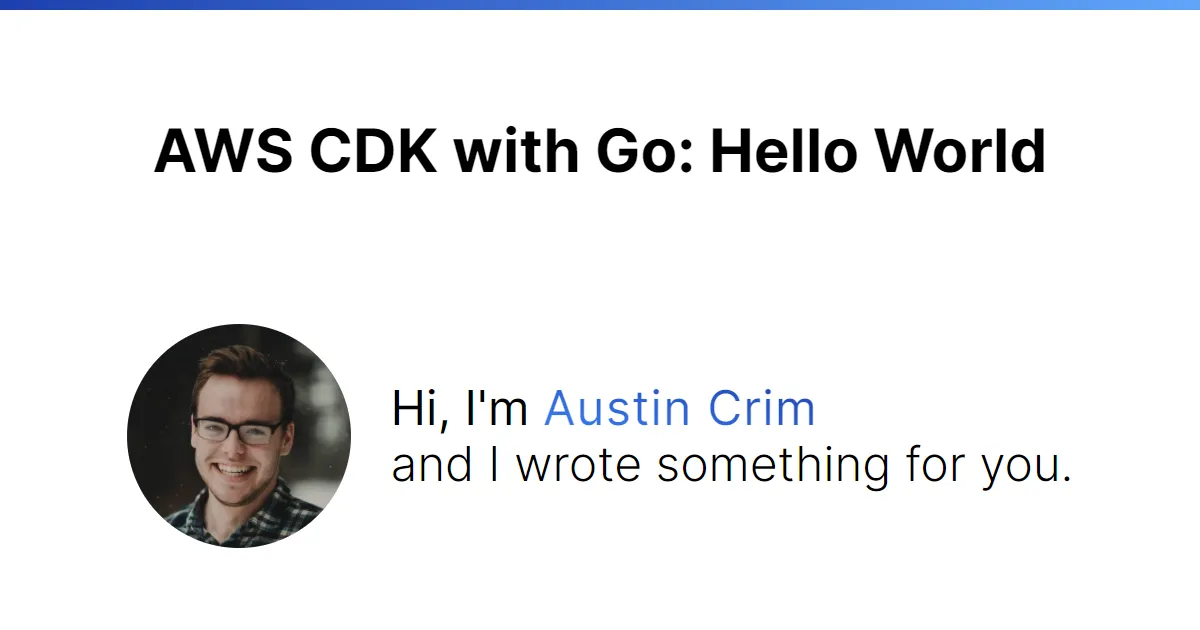 AWS CDK with Go: Hello World
Hi, I'm Austin Crim
and I wrote something for you.